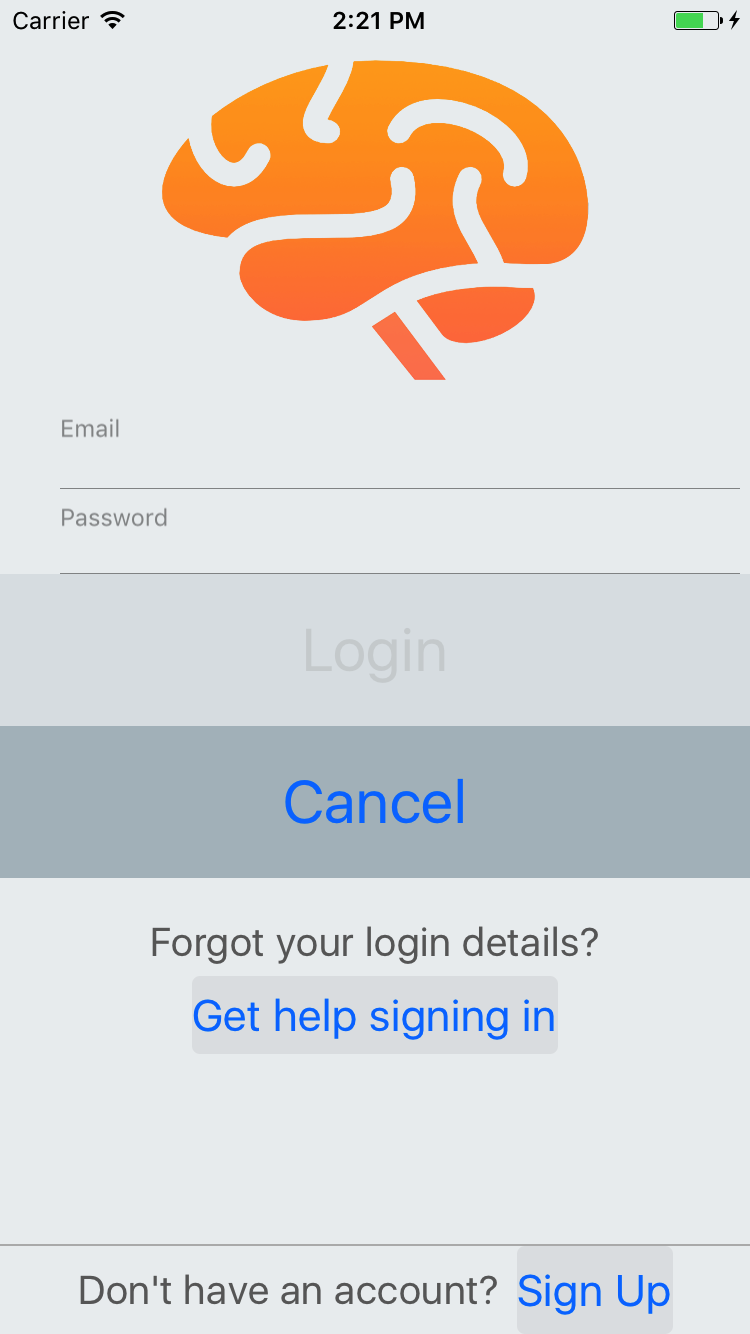 Carrier 2:21 PM
Email
Password
Login
Cancel
Forgot your login details?
Get help signing in
Don't have an account? Sign Up